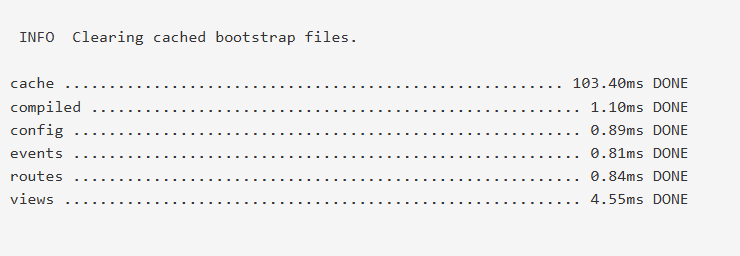 INFO  Clearing cached bootstrap files.
cache ........................................................ 103.40ms DONE
compiled ....................................................... 1.10ms DONE
config ......................................................... 0.89ms DONE
events ......................................................... 0.81ms DONE
routes ......................................................... 0.84ms DONE
views .......................................................... 4.55ms DONE